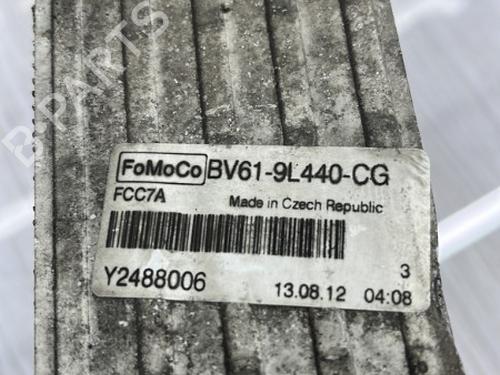 B-PARTS
FoMoCo BV61-9L440-CG
FCC7A Made in Czech Republic
3
Y2488006 13.08.12 04:08